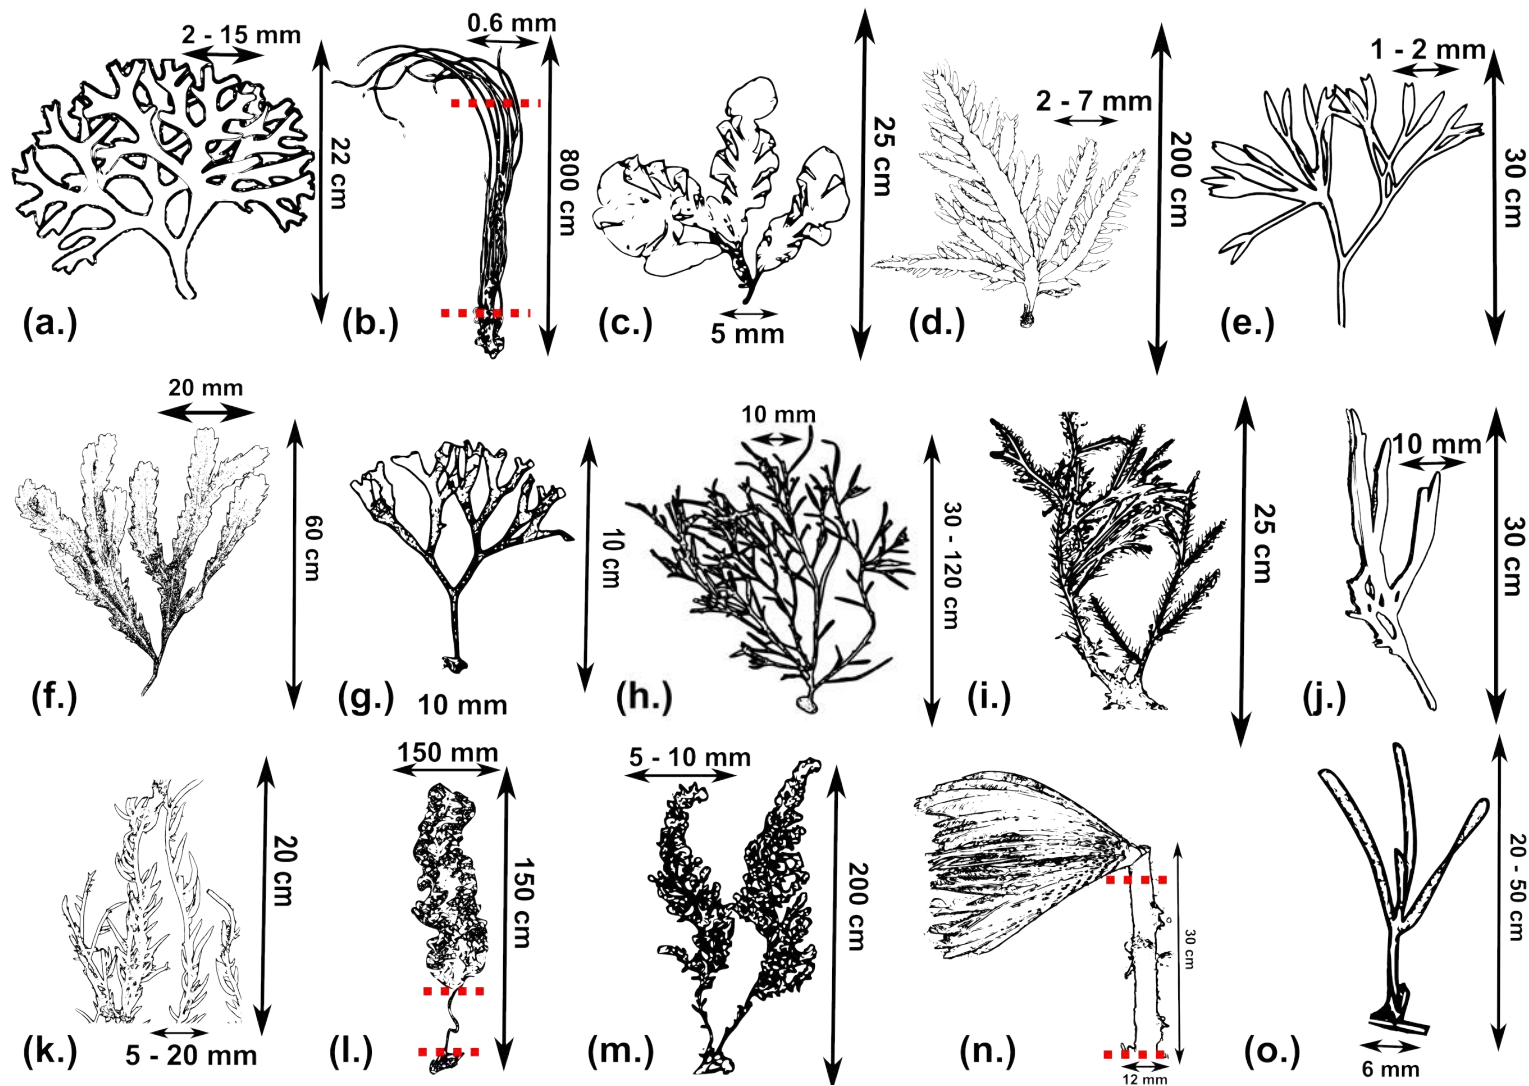 2 - 15 mm
22 cm
(a.)
0.6 mm
800 cm
(b.)
25 cm
5 mm
(c.)
2 - 7 mm
200 cm
(d.)
1 - 2 mm
30 cm
(e.)
20 mm
60 cm
(f.)
10 cm
10 mm
(g.)
10 mm
30 - 120 cm
(h.)
25 cm
(i.)
10 mm
30 cm
(j.)
20 cm
5 - 20 mm
(k.)
150 mm
150 cm
(l.)
5 - 10 mm
200 cm
(m.)
30 cm
12 mm
(n.)
20 - 50 cm
6 mm
(o.)